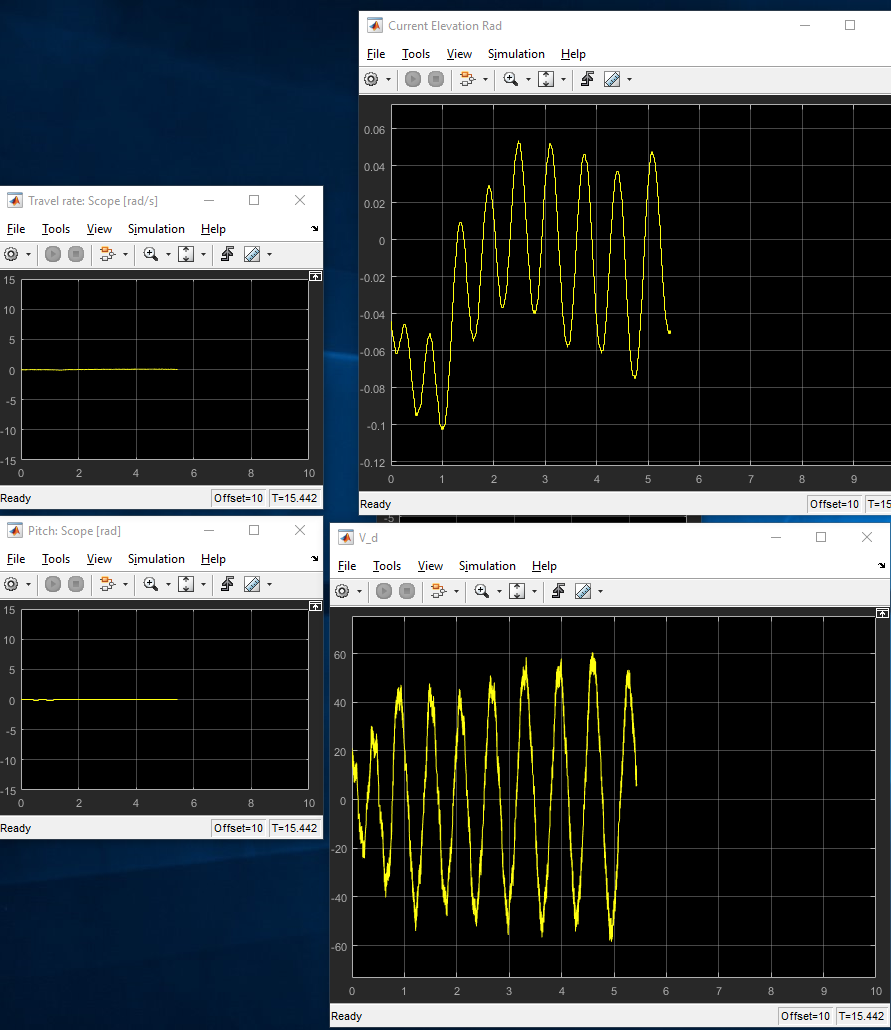 Current Elevation Rad
File Tools View Simulation Help
0.06
0.04
0.02
0
-0.02
-0.04
-0.06
-0.08
-0.1
-0.12
0 1 2 3 4 5 6 7 8 9
Ready Offset=10 T=15
Travel rate: Scope [rad/s]
File Tools View Simulation Help
15
10
5
0
-5
-10
-15
0 2 4 6 8 10
Ready Offset=10 T=15.442
Pitch: Scope [rad]
File Tools View Simulation Help
15
10
5
0
-5
-10
-15
0 2 4 6 8 10
Ready Offset=10 T=15.442
-5
V_d
File Tools View Simulation Help
60
40
20
0
-20
-40
-60
0 1 2 3 4 5 6 7 8 9 10
Ready Offset=10 T=15.442